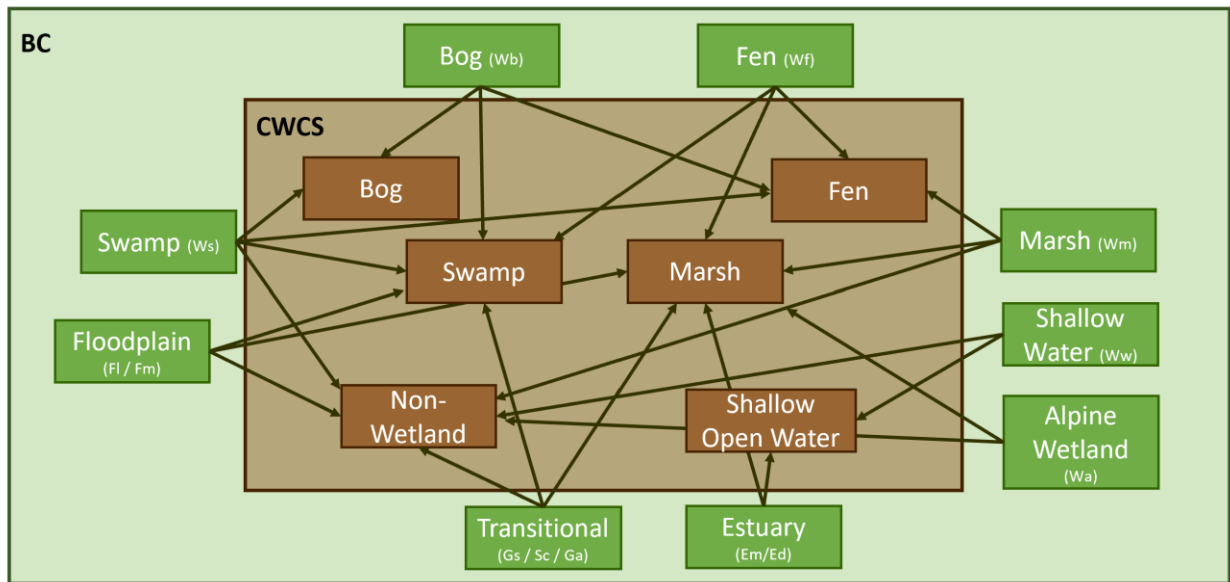 BC
Bog (Wb)
Fen (Wf)
CWCS
Bog
Fen
Swamp (Ws)
Swamp
Marsh
Marsh (Wm)
Floodplain
(Fl / Fm)
Shallow
Water (Ww)
Non-
Wetland
Shallow
Open Water
Alpine
Wetland
(Wa)
Transitional
(Gs / Sc / Ga)
Estuary
(Em/Ed)